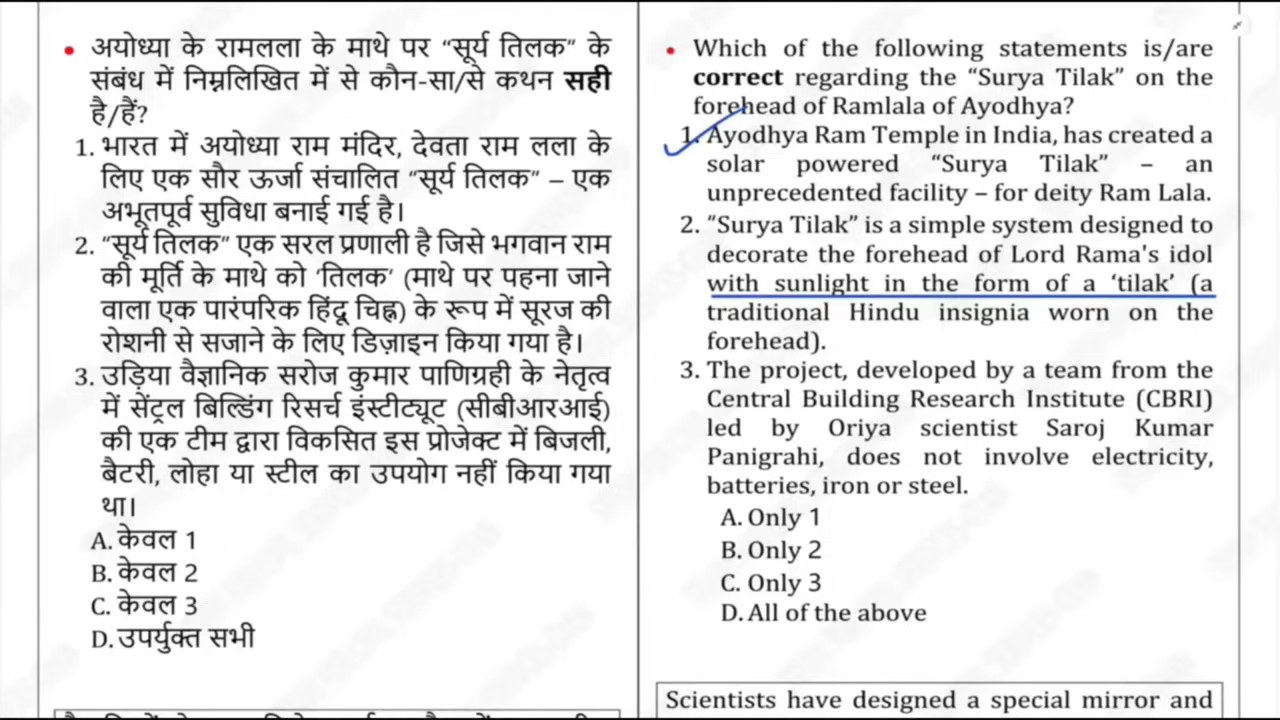 • अयोध्या के रामलला के माथे पर “सूर्य तिलक” के
संबंध में निम्नलिखित में से कौन-सा/से कथन सही
है/हैं?
1. भारत में अयोध्या राम मंदिर, देवता राम लला के
लिए एक सौर ऊर्जा संचालित “सूर्य तिलक” – एक
अभूतपूर्व सुविधा बनाई गई है।
2. “सूर्य तिलक” एक सरल प्रणाली है जिसे भगवान राम
की मूर्ति के माथे को ‘तिलक’ (माथे पर पहना जाने
वाला एक पारंपरिक हिंदू चिह्न) के रूप में सूरज की
रोशनी से सजाने के लिए डिज़ाइन किया गया है।
3. उड़िया वैज्ञानिक सरोज कुमार पाणिग्रही के नेतृत्व
में सेंट्रल बिल्डिंग रिसर्च इंस्टीट्यूट (सीबीआरआई)
की एक टीम द्वारा विकसित इस प्रोजेक्ट में बिजली,
बैटरी, लोहा या स्टील का उपयोग नहीं किया गया
था।
A. केवल 1
B. केवल 2
C. केवल 3
D. उपर्युक्त सभी
• Which of the following statements is/are
correct regarding the “Surya Tilak” on the
forehead of Ramlala of Ayodhya?
1. Ayodhya Ram Temple in India, has created a
solar powered “Surya Tilak” – an
unprecedented facility – for deity Ram Lala.
2. “Surya Tilak” is a simple system designed to
decorate the forehead of Lord Rama's idol
with sunlight in the form of a ‘tilak’ (a
traditional Hindu insignia worn on the
forehead).
3. The project, developed by a team from the
Central Building Research Institute (CBRI)
led by Oriya scientist Saroj Kumar
Panigrahi, does not involve electricity,
batteries, iron or steel.
A. Only 1
B. Only 2
C. Only 3
D. All of the above
Scientists have designed a special mirror and